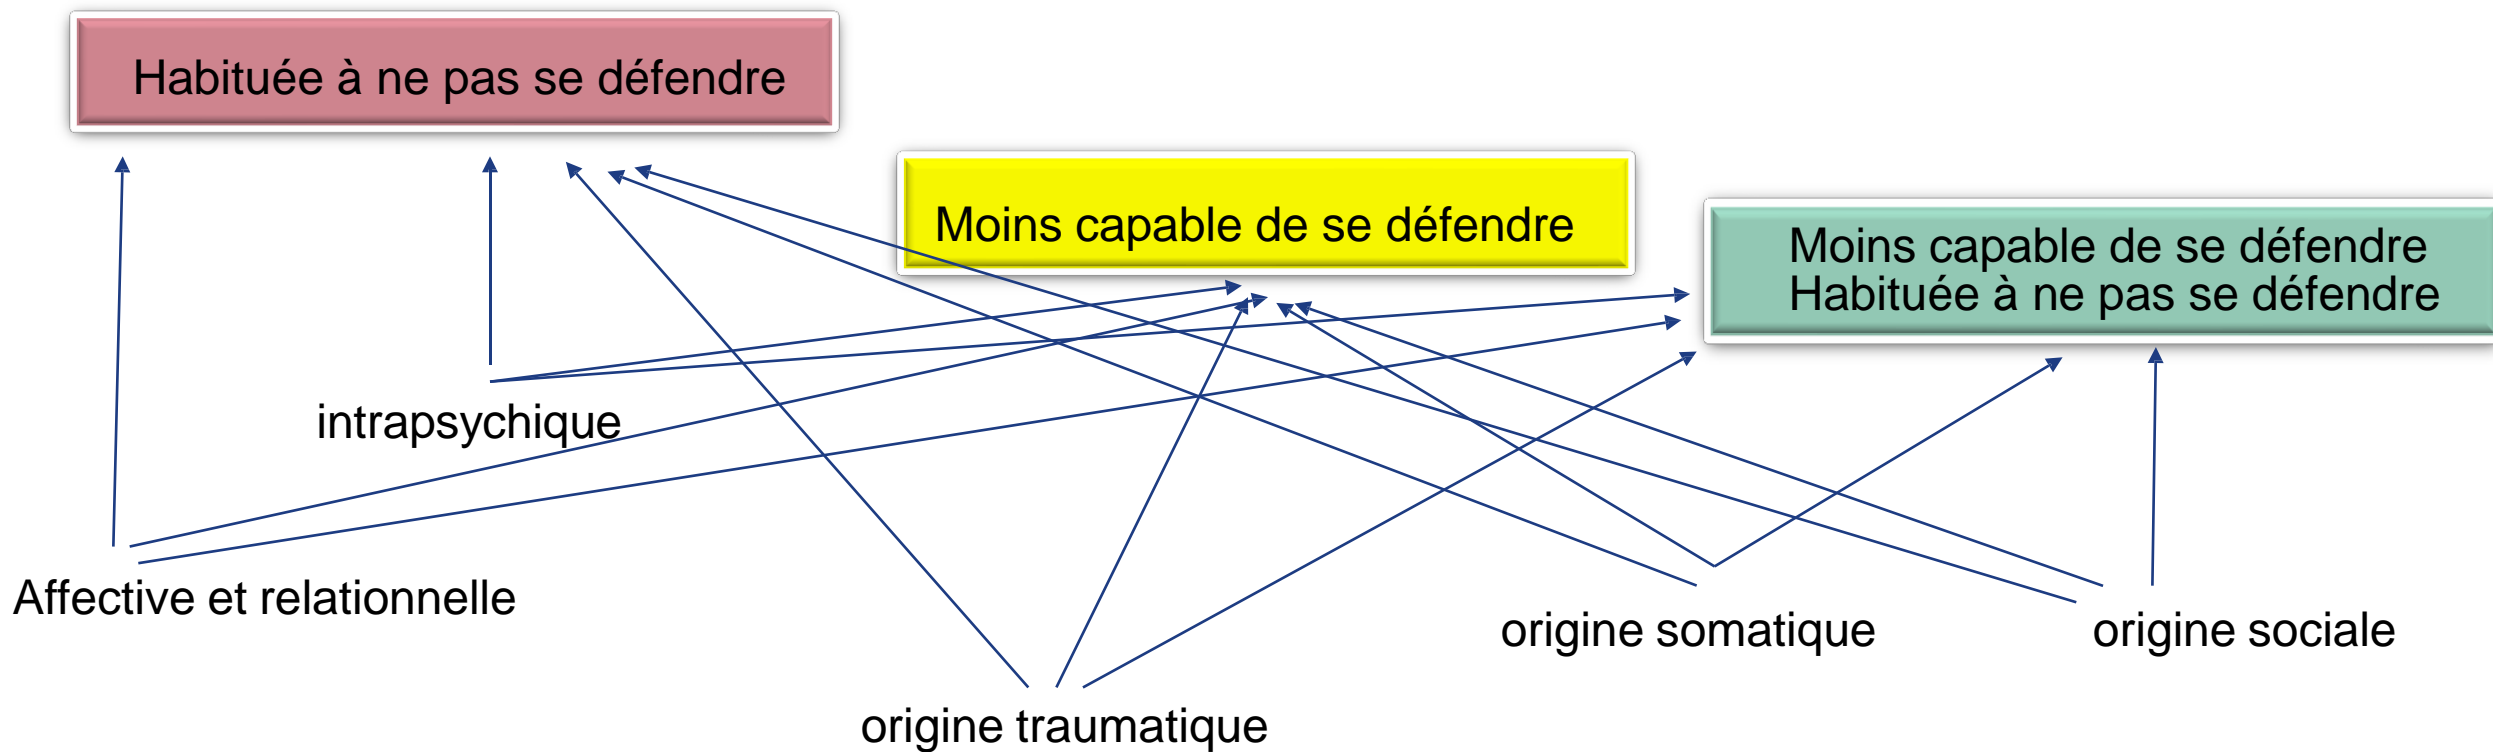 Habituée à ne pas se défendre
Moins capable de se défendre
Moins capable de se défendre
Habituée à ne pas se défendre
intrapsychique
Affective et relationnelle
origine somatique
origine sociale
origine traumatique